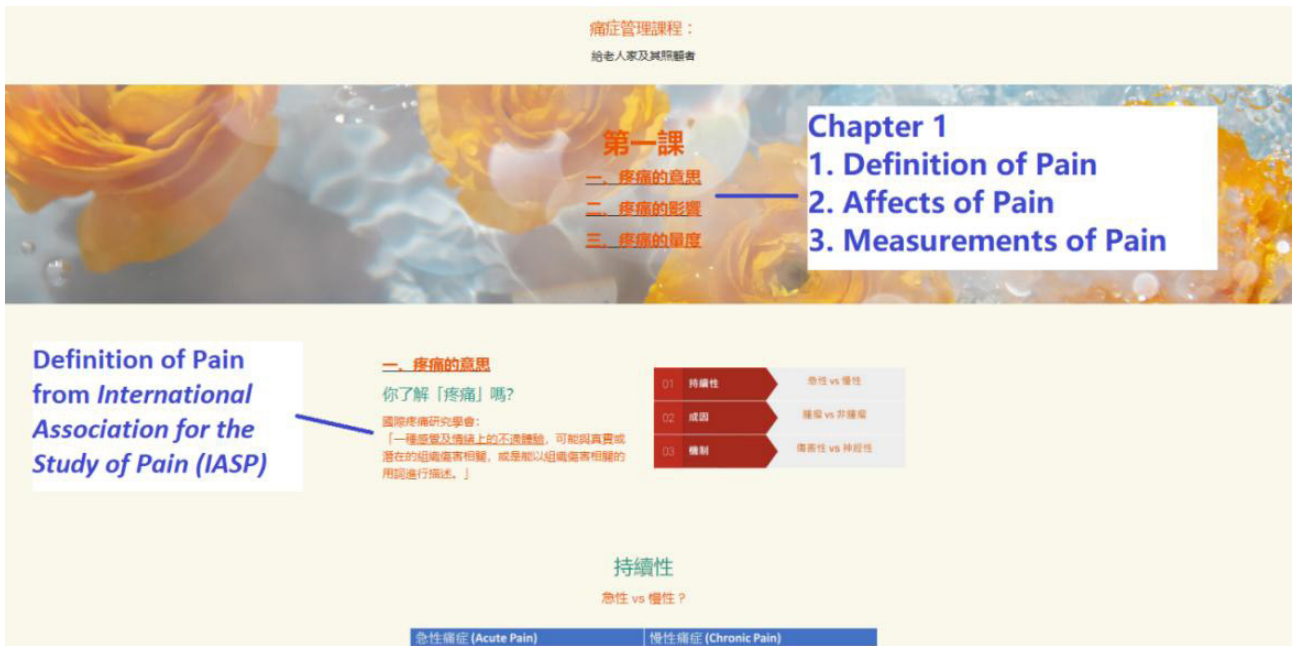 痛症管理課程：
給老人家及其照顧者
第一課
一、疼痛的意思
二、疼痛的影響
三、疼痛的量度
Chapter 1
1. Definition of Pain
2. Affects of Pain
3. Measurements of Pain
Definition of Pain
from International
Association for the
Study of Pain (IASP)
一、疼痛的意思
你了解「疼痛」嗎?
國際疼痛研究學會：
「一種感覺及情緒上的不適體驗，可能與真實或
潛在的組織傷害相關，或是能以組織傷害相關的
用詞進行描述。」
01 持續性 急性 vs 慢性
02 成因 腫瘤 vs 非腫瘤
03 機制 傷害性 vs 神經性
持續性
急性 vs 慢性？
急性痛症 (Acute Pain) 慢性痛症 (Chronic Pain)